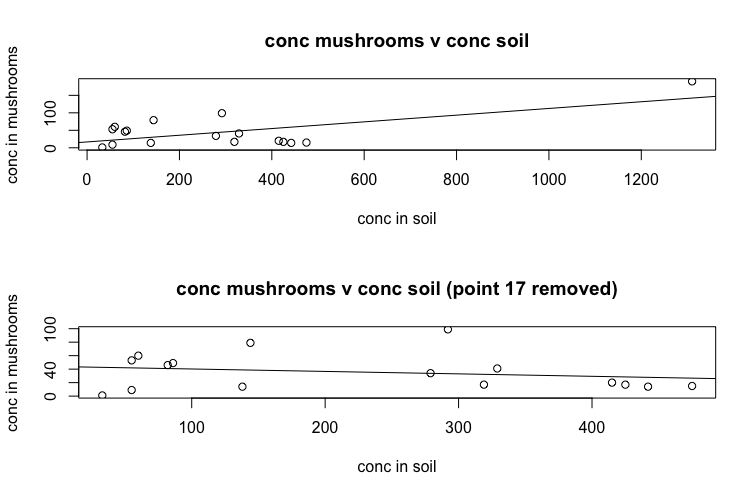 conc mushrooms v conc soil
conc in mushrooms
100
0
0 200 400 600 800 1000 1200
conc in soil
conc mushrooms v conc soil (point 17 removed)
conc in mushrooms
100
40
0
100 200 300 400
conc in soil